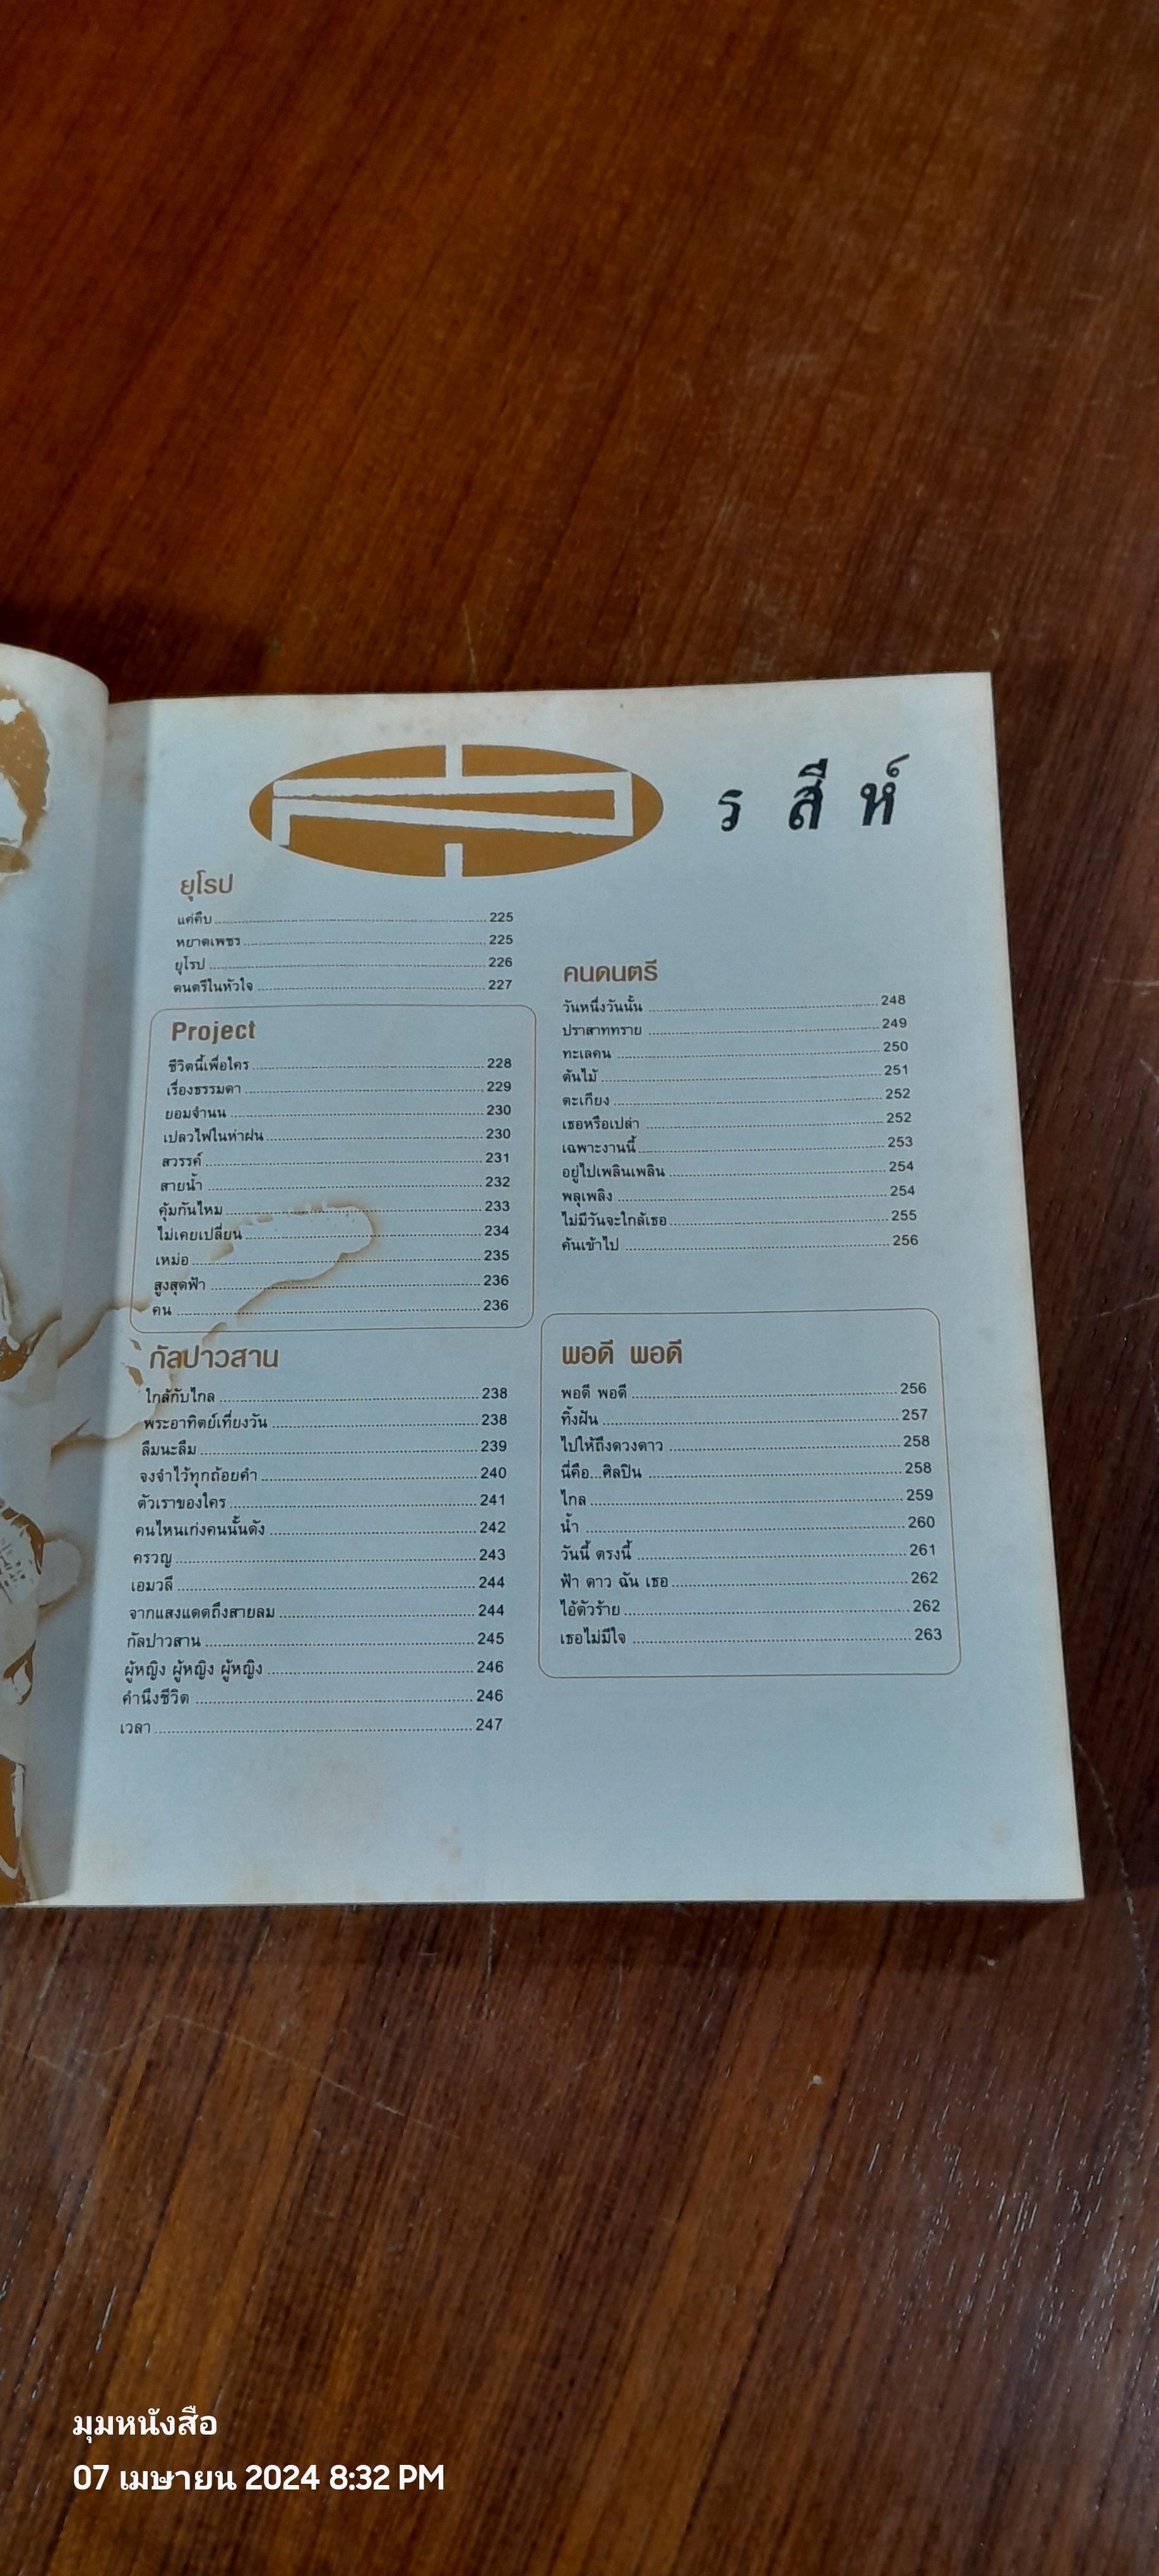 ร สี ห์
ยุโรป
แค่คืบ 225
หยาดเพชร 225
ยุโรป 226
ดนตรีในหัวใจ 227
Project
ชีวิตนี้เพื่อใคร 228
เรื่องธรรมดา 229
ยอมจำนน 230
เปลวไฟในห่าฝน 230
สวรรค์ 231
สายน้ำ 232
คุ้มกันไหม 233
ไม่เคยเปลี่ยน 234
เหม่อ 235
สูงสุดฟ้า 236
คน 236
กัลปาวสาน
ใกล้กับไกล 238
พระอาทิตย์เที่ยงวัน 238
ลืมนะลืม 239
จงจำไว้ทุกถ้อยคำ 240
ตัวเราของใคร 241
คนไหนเก่งคนนั้นดัง 242
ครวญ 243
เอมวลี 244
จากแสงแดดถึงสายลม 244
กัลปาวสาน 245
ผู้หญิง ผู้หญิง ผู้หญิง 246
คำนึงชีวิต 246
เวลา 247
คนดนตรี
วันหนึ่งวันนั้น 248
ปราสาททราย 249
ทะเลคน 250
ต้นไม้ 251
ตะเกียง 252
เธอหรือเปล่า 252
เฉพาะงานนี้ 253
อยู่ไปเพลินเพลิน 254
พลุเพลิง 254
ไม่มีวันจะใกล้เธอ 255
ค้นเข้าไป 256
พอดี พอดี
พอดี พอดี 256
ทิ้งฝัน 257
ไปให้ถึงดวงดาว 258
นี่คือ...ศิลปิน 258
ไกล 259
น้ำ 260
วันนี้ ตรงนี้ 261
ฟ้า ดาว ฉัน เธอ 262
ไอ้ตัวร้าย 262
เธอไม่มีใจ 263
มุมหนังสือ
07 เมษายน 2024 8:32 PM